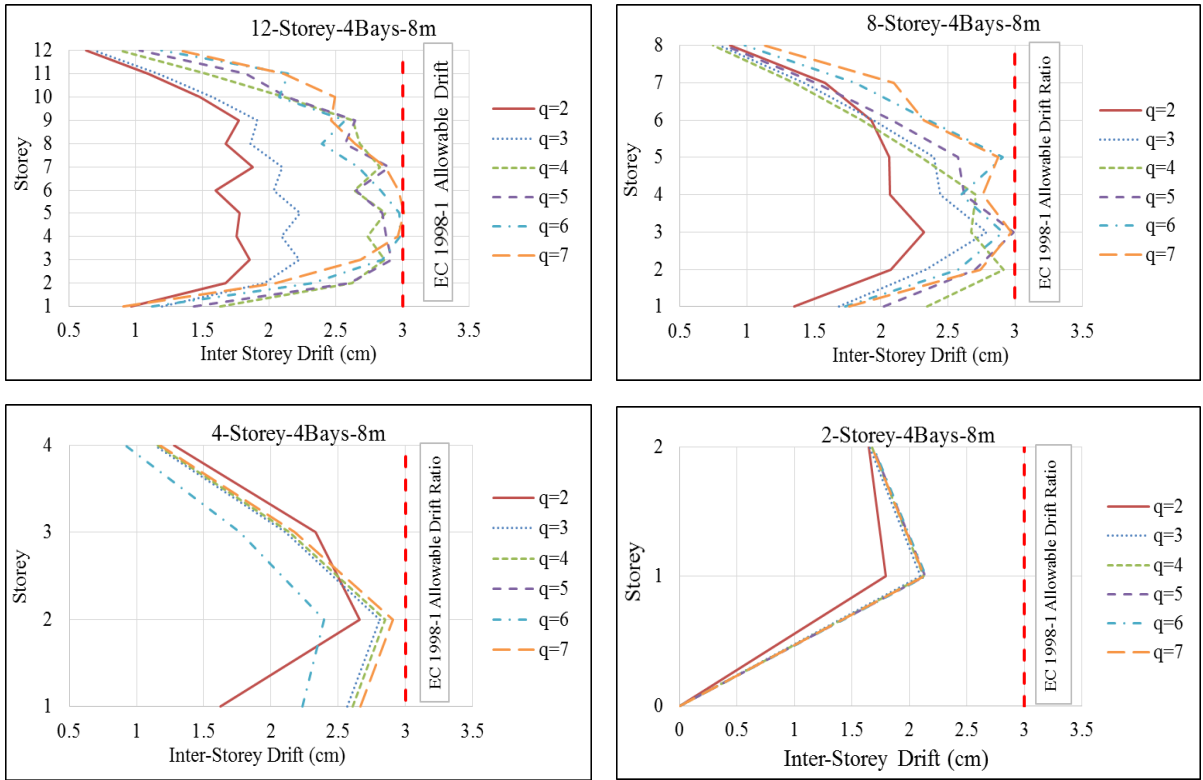 12-Storey-4Bays-8m
12
11
10
9
8
7
6
5
4
3
2
1
Storey
0.5
1
1.5
2
2.5
3
3.5
Inter Storey Drift (cm)
EC 1998-1 Allowable Drift
q=2
q=3
q=4
q=5
q=6
q=7
8-Storey-4Bays-8m
8
7
6
5
4
3
2
1
Storey
0.5
1
1.5
2
2.5
3
3.5
Inter-Storey Drift (cm)
EC 1998-1 Allowable Drift Ratio
q=2
q=3
q=4
q=5
q=6
q=7
4-Storey-4Bays-8m
4
3
2
1
Storey
0.5
1
1.5
2
2.5
3
3.5
Inter-Storey Drift (cm)
EC 1998-1 Allowable Drift Ratio
q=2
q=3
q=4
q=5
q=6
q=7
2-Storey-4Bays-8m
2
1
0
Storey
0
0.5
1
1.5
2
2.5
3
3.5
Inter-Storey Drift (cm)
EC 1998-1 Allowable Drift Ratio
q=2
q=3
q=4
q=5
q=6
q=7